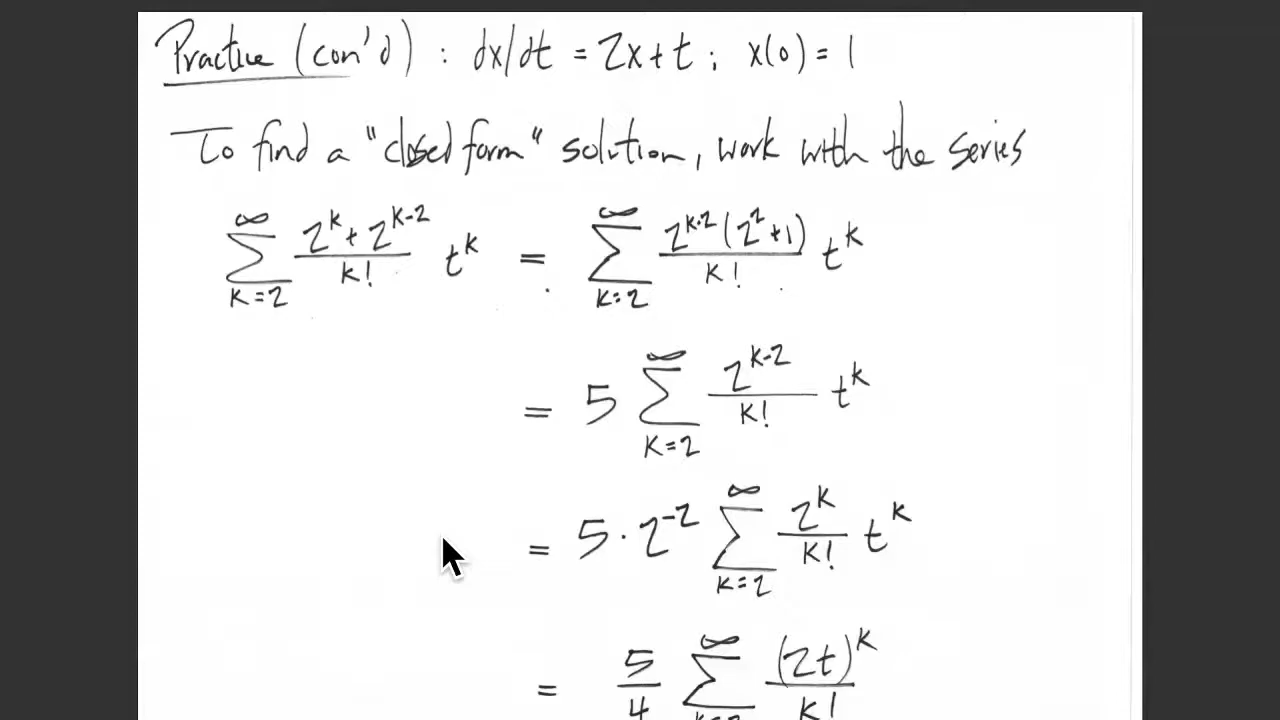 Practice (con'd) : dx/dt = 2x + t ; x(0) = 1
To find a "closed form" solution, work with the series
∞∑k=2 (2^k + 2^(k-2))/k! t^k = ∞∑k=2 (2^(k-2) (2^2 + 1))/k! t^k
= 5 ∞∑k=2 2^(k-2)/k! t^k
= 5 · 2^-2 ∞∑k=2 2^k/k! t^k
= 5/4 ∞∑k=2 (2t)^k/k!